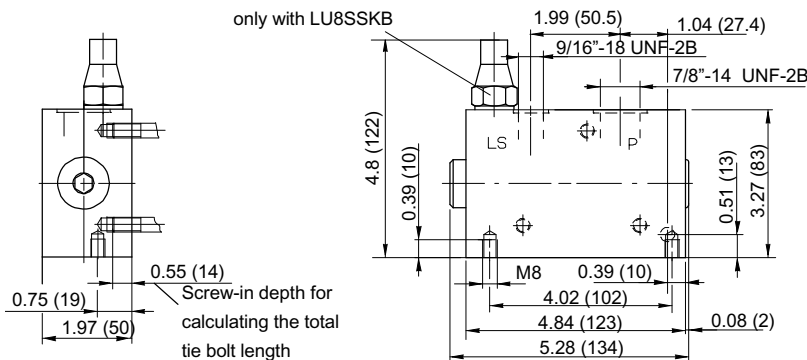 only with LU8SSKB
1.99 (50.5)
1.04 (27.4)
9/16”-18 UNF-2B
7/8”-14 UNF-2B
4.8 (122)
0.39 (10)
LS
P
0.51 (13)
3.27 (83)
M8
0.39 (10)
4.02 (102)
4.84 (123)
0.08 (2)
5.28 (134)
0.55 (14)
0.75 (19)
1.97 (50)
Screw-in depth for
calculating the total
tie bolt length